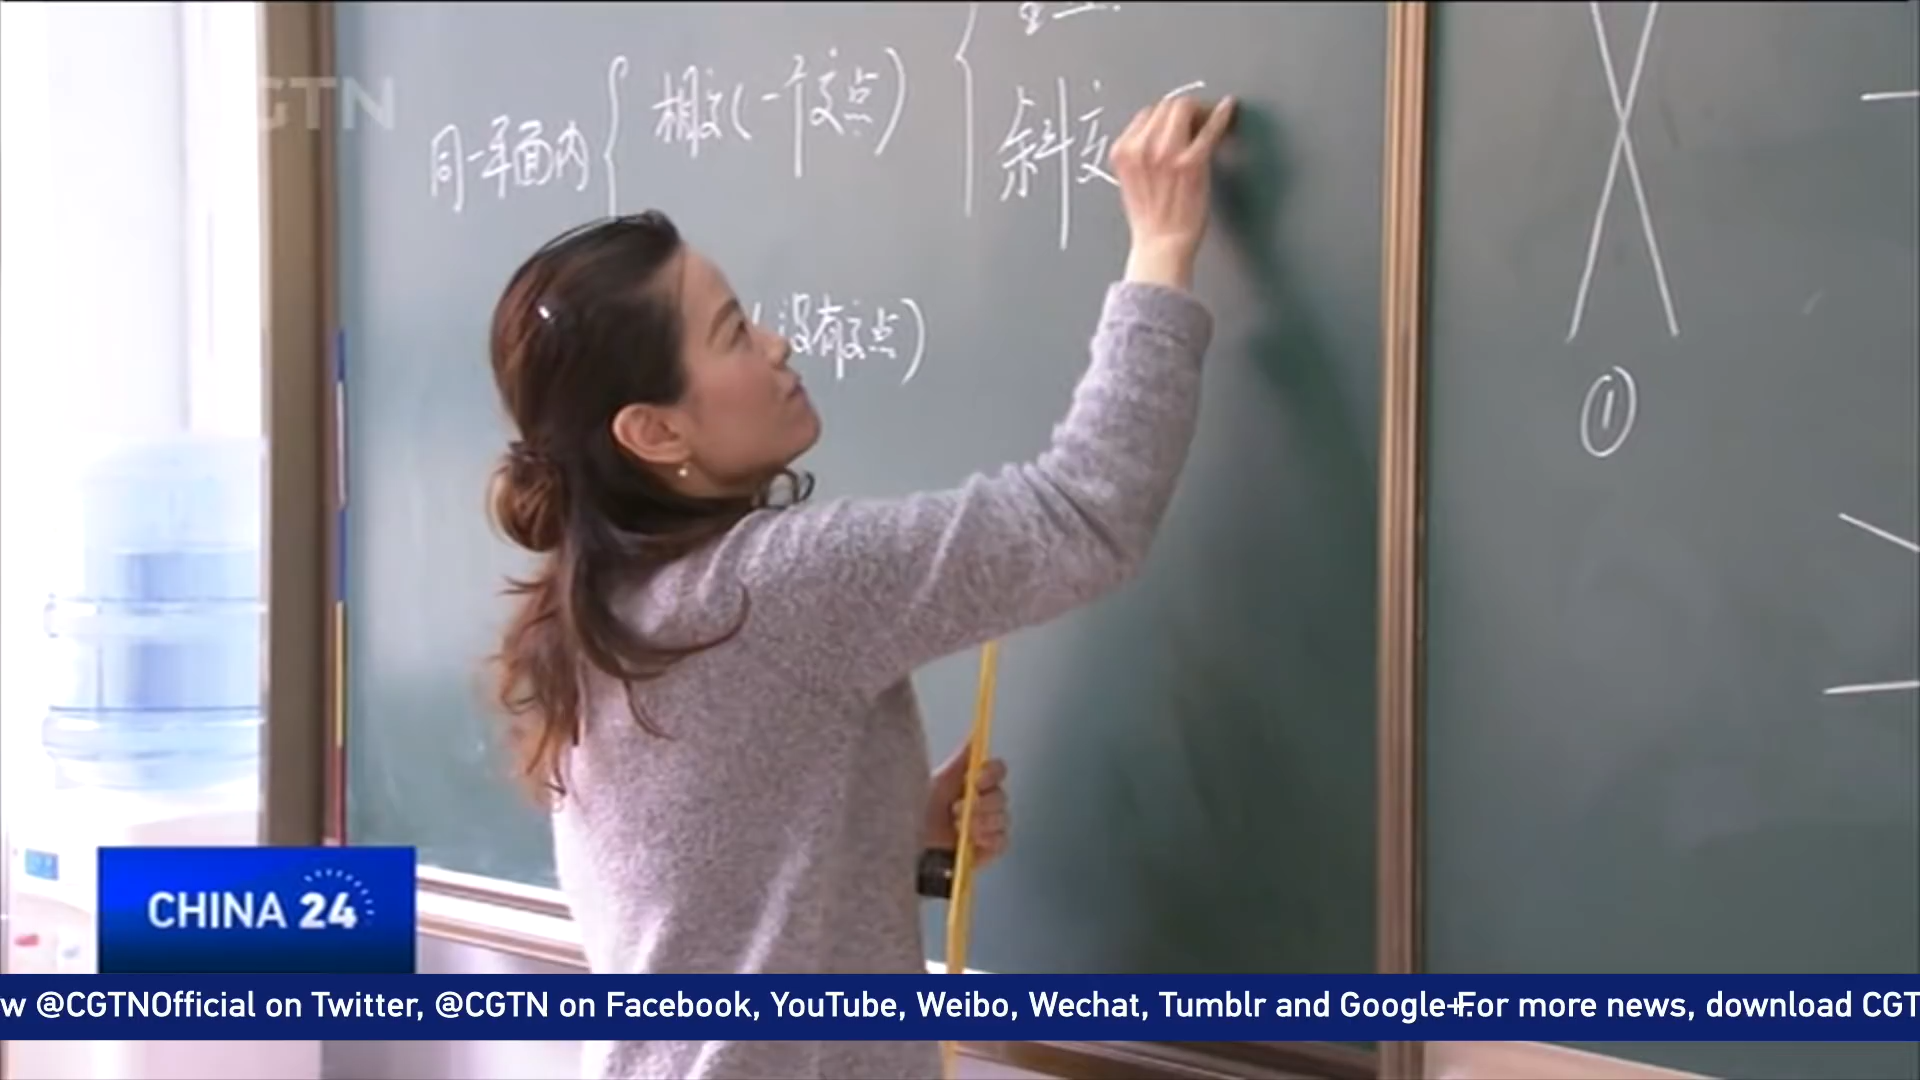 CGTN
同一平面内
相交(一个交点)
斜交
(没有交点)
①
CHINA 24
w @CGTNOfficial on Twitter, @CGTN on Facebook, YouTube, Weibo, Wechat, Tumblr and Google+.For more news, download CGT